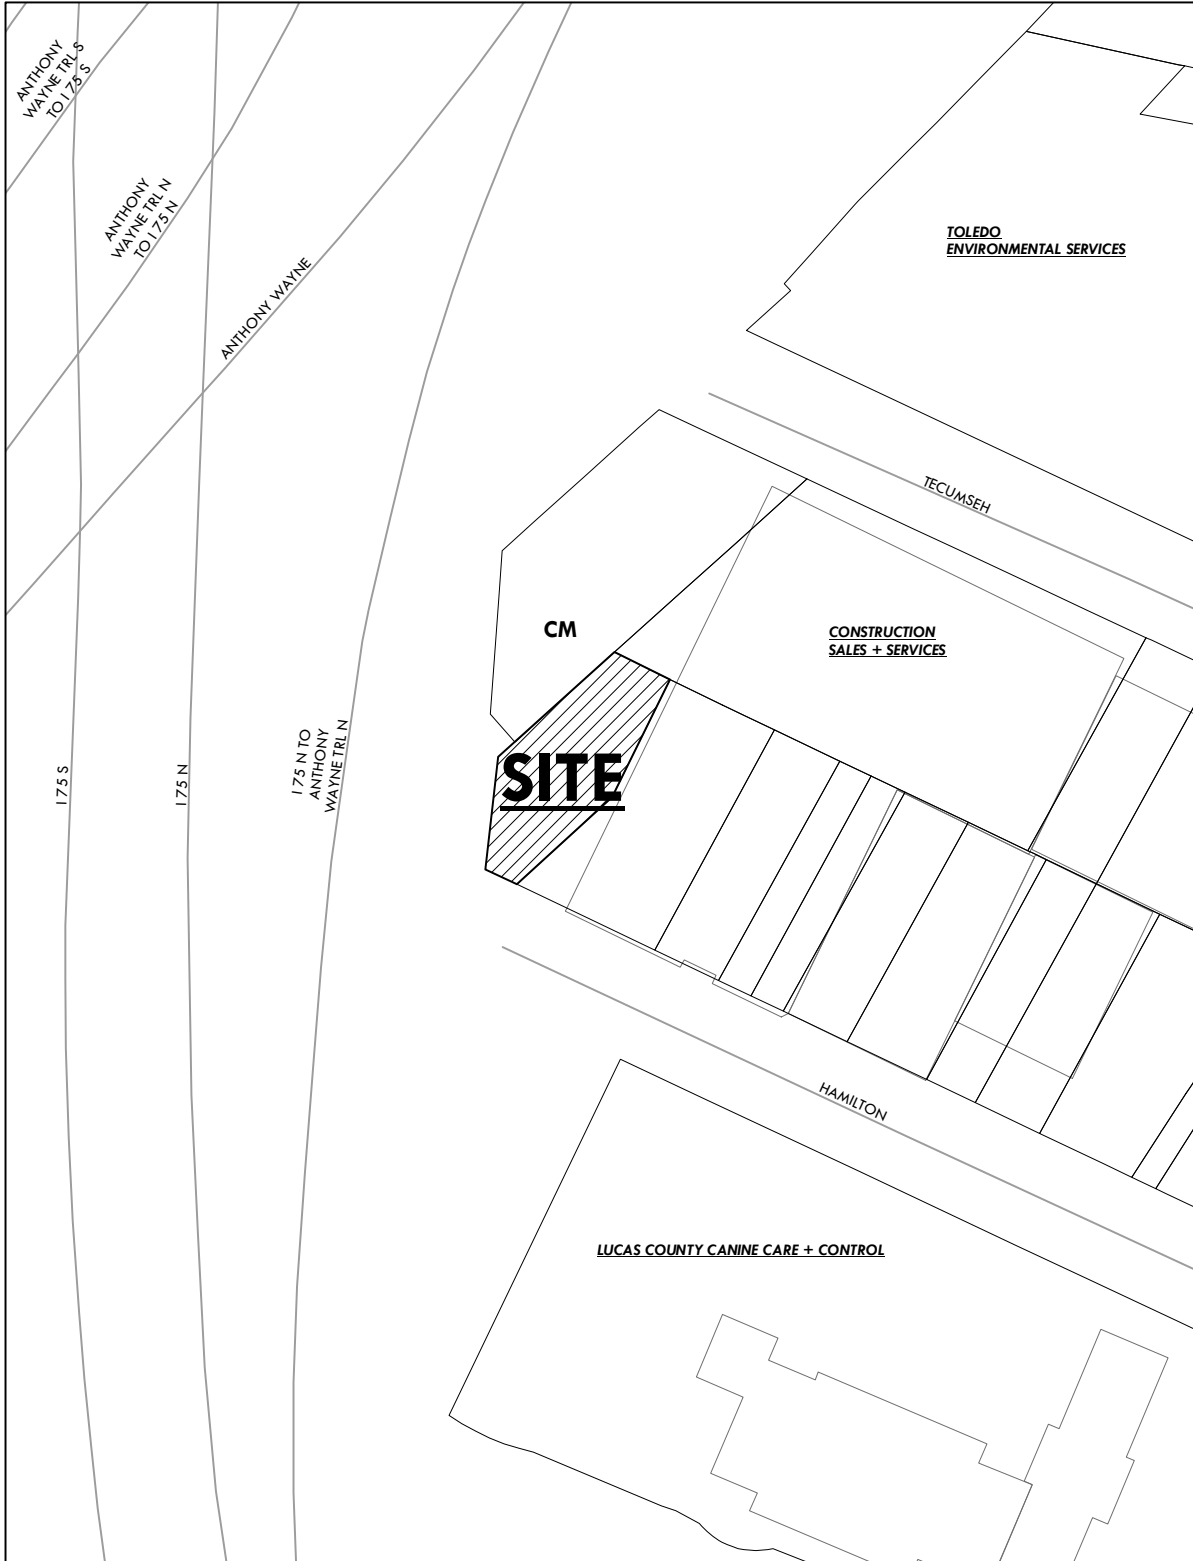 ANTHONY
WAYNE TRL S
TO I 75 S
ANTHONY
WAYNE TRL N
TO I 75 N
ANTHONY WAYNE
TOLEDO
ENVIRONMENTAL SERVICES
TECUMSEH
CM
CONSTRUCTION
SALES + SERVICES
I 75 S
I 75 N
I 75 N TO
ANTHONY
WAYNE TRL N
SITE
HAMILTON
LUCAS COUNTY CANINE CARE + CONTROL